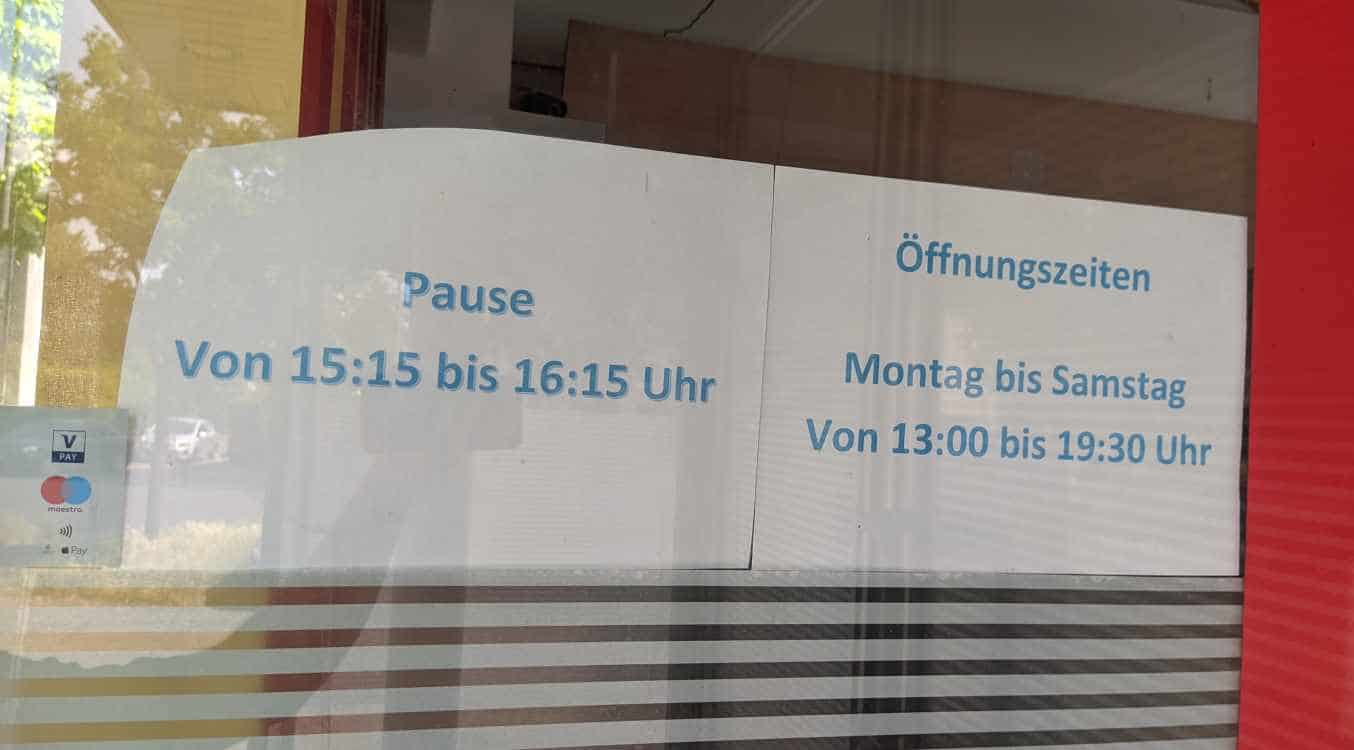 Pause
Von 15:15 bis 16:15 Uhr
Öffnungszeiten
Montag bis Samstag
Von 13:00 bis 19:30 Uhr
V
PAY
maestro
Pay